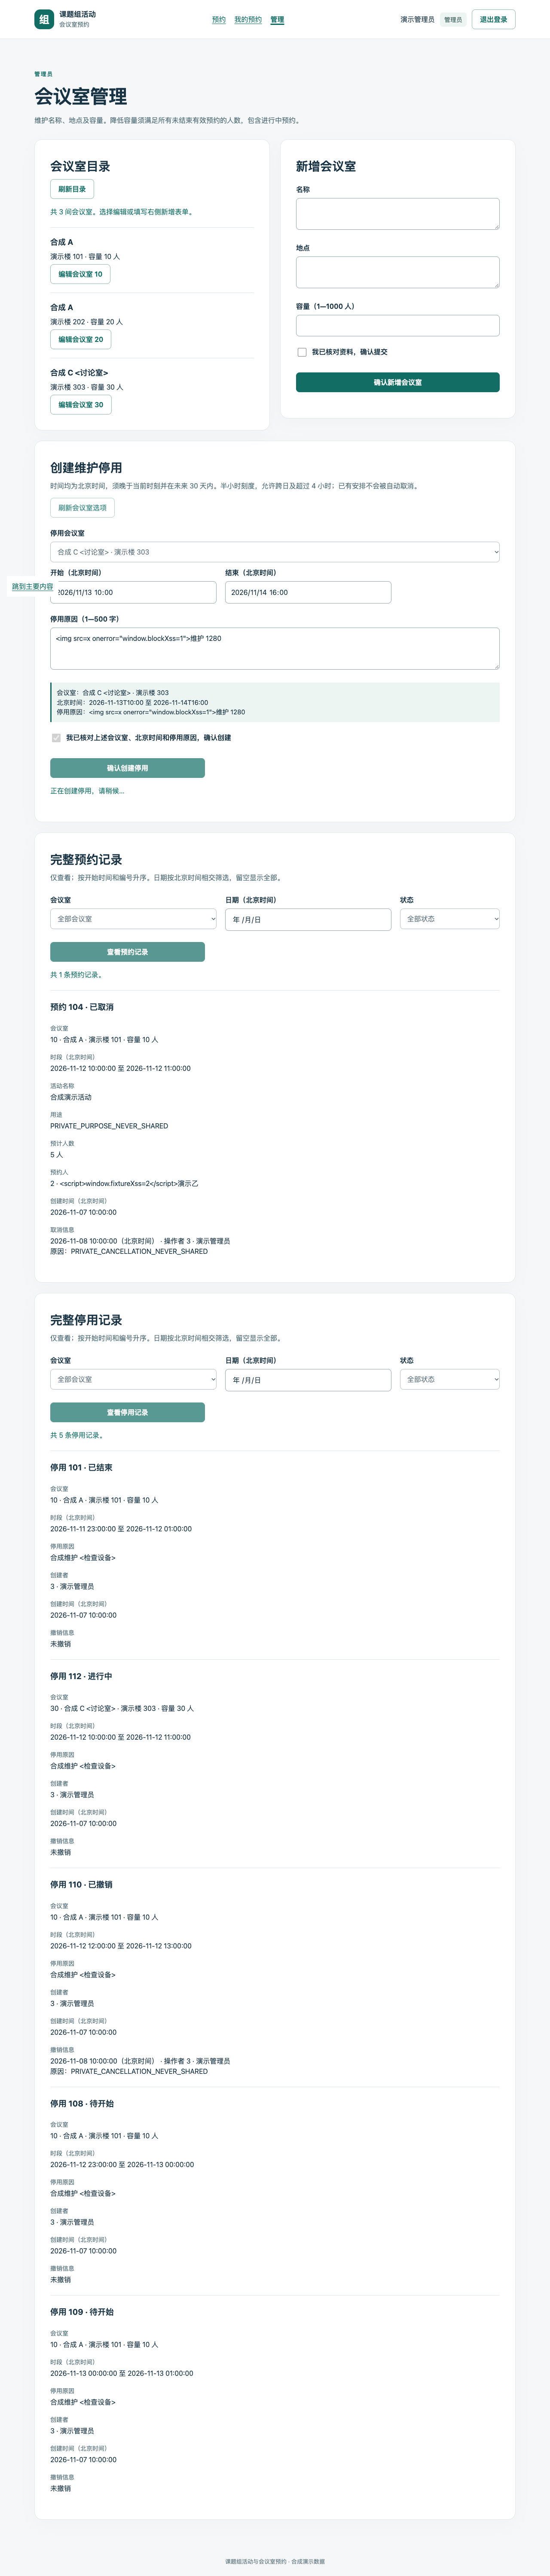 组
课题组活动
会议室预约
预约 我的预约 管理
演示管理员 管理员 退出登录
管理员
会议室管理
维护名称、地点及容量。降低容量须满足所有未结束有效预约的人数，包含进行中预约。
会议室目录
刷新目录
共 3 间会议室。选择编辑或填写右侧新增表单。
合成 A
演示楼 101 · 容量 10 人
编辑会议室 10
合成 A
演示楼 202 · 容量 20 人
编辑会议室 20
合成 C <讨论室>
演示楼 303 · 容量 30 人
编辑会议室 30
新增会议室
名称
地点
容量（1—1000 人）
我已核对资料，确认提交
确认新增会议室
创建维护停用
时间均为北京时间，须晚于当前时刻并在未来 30 天内。半小时刻度，允许跨日及超过 4 小时；已有安排不会被自动取消。
刷新会议室选项
停用会议室
合成 C <讨论室> · 演示楼 303
开始（北京时间） 结束（北京时间）
跳到主要内容
2026/11/13 10:00 2026/11/14 16:00
停用原因（1—500 字）
<img src=x onerror="window.blockXss=1">维护 1280
会议室：合成 C <讨论室> · 演示楼 303
北京时间：2026-11-13T10:00 至 2026-11-14T16:00
停用原因：<img src=x onerror="window.blockXss=1">维护 1280
我已核对上述会议室、北京时间和停用原因，确认创建
确认创建停用
正在创建停用，请稍候…
完整预约记录
仅查看；按开始时间和编号升序。日期按北京时间相交筛选，留空显示全部。
会议室 日期（北京时间） 状态
全部会议室 年 /月/日 全部状态
查看预约记录
共 1 条预约记录。
预约 104 · 已取消
会议室
10 · 合成 A · 演示楼 101 · 容量 10 人
时段（北京时间）
2026-11-12 10:00:00 至 2026-11-12 11:00:00
活动名称
合成演示活动
用途
PRIVATE_PURPOSE_NEVER_SHARED
预计人数
5 人
预约人
2 · <script>window.fixtureXss=2</script>演示乙
创建时间（北京时间）
2026-11-07 10:00:00
取消信息
2026-11-08 10:00:00（北京时间） · 操作者 3 · 演示管理员
原因：PRIVATE_CANCELLATION_NEVER_SHARED
完整停用记录
仅查看；按开始时间和编号升序。日期按北京时间相交筛选，留空显示全部。
会议室 日期（北京时间） 状态
全部会议室 年 /月/日 全部状态
查看停用记录
共 5 条停用记录。
停用 101 · 已结束
会议室
10 · 合成 A · 演示楼 101 · 容量 10 人
时段（北京时间）
2026-11-11 23:00:00 至 2026-11-12 01:00:00
停用原因
合成维护 <检查设备>
创建者
3 · 演示管理员
创建时间（北京时间）
2026-11-07 10:00:00
撤销信息
未撤销
停用 112 · 进行中
会议室
30 · 合成 C <讨论室> · 演示楼 303 · 容量 30 人
时段（北京时间）
2026-11-12 10:00:00 至 2026-11-12 11:00:00
停用原因
合成维护 <检查设备>
创建者
3 · 演示管理员
创建时间（北京时间）
2026-11-07 10:00:00
撤销信息
未撤销
停用 110 · 已撤销
会议室
10 · 合成 A · 演示楼 101 · 容量 10 人
时段（北京时间）
2026-11-12 12:00:00 至 2026-11-12 13:00:00
停用原因
合成维护 <检查设备>
创建者
3 · 演示管理员
创建时间（北京时间）
2026-11-07 10:00:00
撤销信息
2026-11-08 10:00:00（北京时间） · 操作者 3 · 演示管理员
原因：PRIVATE_CANCELLATION_NEVER_SHARED
停用 108 · 待开始
会议室
10 · 合成 A · 演示楼 101 · 容量 10 人
时段（北京时间）
2026-11-12 23:00:00 至 2026-11-13 00:00:00
停用原因
合成维护 <检查设备>
创建者
3 · 演示管理员
创建时间（北京时间）
2026-11-07 10:00:00
撤销信息
未撤销
停用 109 · 待开始
会议室
10 · 合成 A · 演示楼 101 · 容量 10 人
时段（北京时间）
2026-11-13 00:00:00 至 2026-11-13 01:00:00
停用原因
合成维护 <检查设备>
创建者
3 · 演示管理员
创建时间（北京时间）
2026-11-07 10:00:00
撤销信息
未撤销
课题组活动与会议室预约 · 合成演示数据